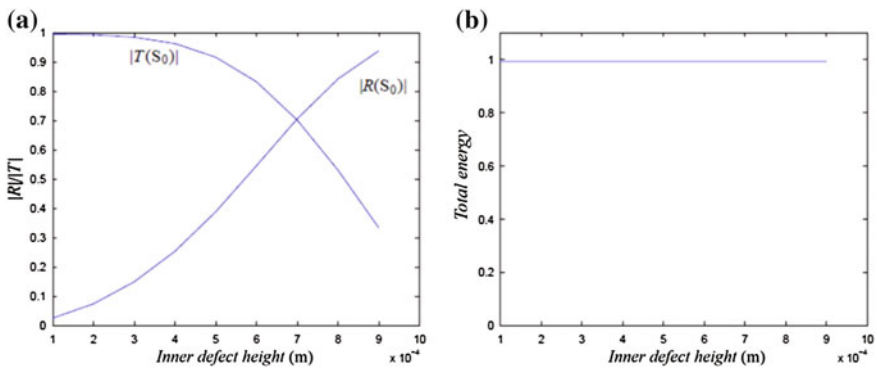 (a)
1
0.9
0.8
0.7
0.6
0.5
0.4
0.3
0.2
0.1
0
|R|/|T|
|T(S₀)|
|R(S₀)|
1 2 3 4 5 6 7 8 9 10
Inner defect height (m)
x 10⁻⁴
(b)
1
0.8
0.6
0.4
0.2
0
Total energy
1 2 3 4 5 6 7 8 9 10
Inner defect height (m)
x 10⁻⁴